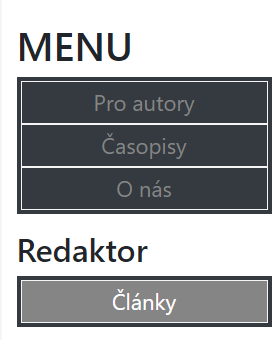 MENU
Pro autory
Časopisy
O nás
Redaktor
Články